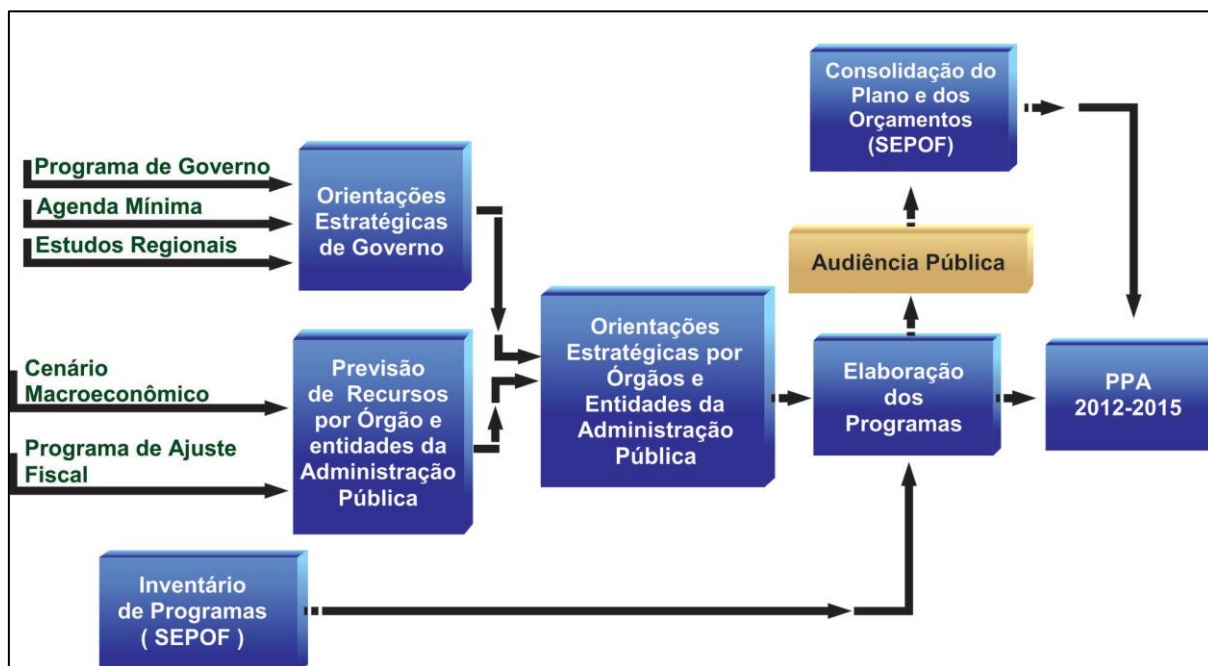 Programa de Governo
Agenda Mínima
Estudos Regionais
Orientações
Estratégicas
de Governo
Cenário
Macroeconômico
Programa de Ajuste
Fiscal
Previsão
de Recursos
por Órgão e
entidades da
Administração
Pública
Inventário
de Programas
( SEPOF )
Orientações
Estratégicas por
Órgãos e
Entidades da
Administração
Pública
Consolidação do
Plano e dos
Orçamentos
(SEPOF)
Audiência Pública
Elaboração
dos
Programas
PPA
2012-2015